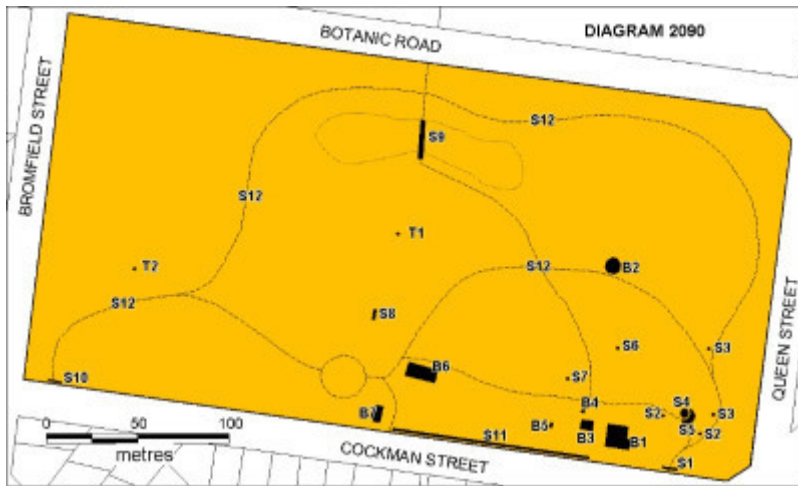 DIAGRAM 2090
BOTANIC ROAD
BROMFIELD STREET
S12
S9
S12
T1
T2
S12
B2
QUEEN STREET
S12
S8
S6
S3
B6
S7
S10
B7
B4
S2
S4
S3
B5
B3
S5
S2
S11
B1
S1
0 50 100
metres
COCKMAN STREET